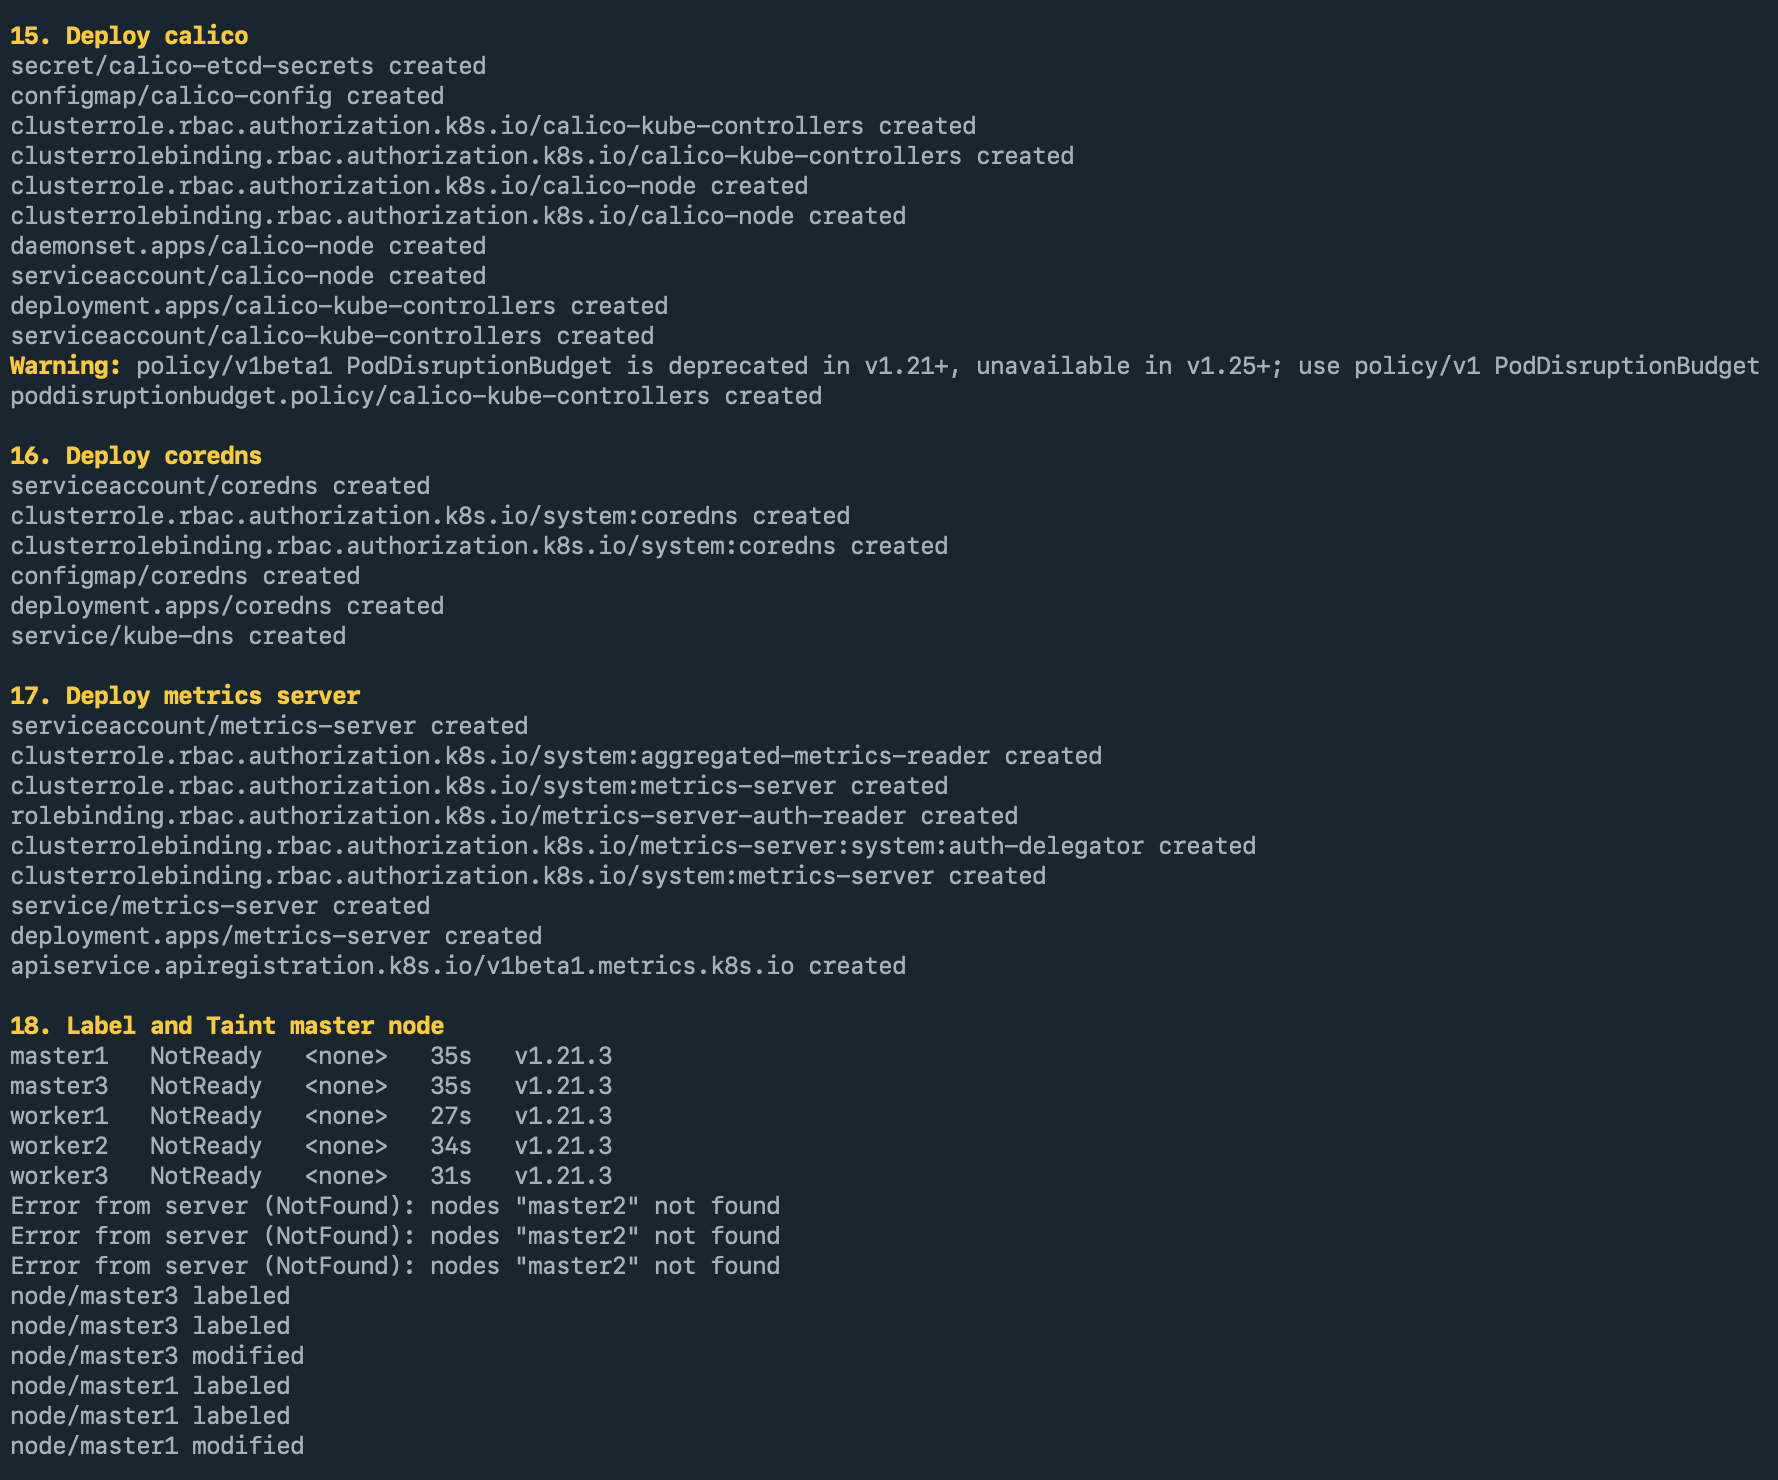 15. Deploy calico
secret/calico-etcd-secrets created
configmap/calico-config created
clusterrole.rbac.authorization.k8s.io/calico-kube-controllers created
clusterrolebinding.rbac.authorization.k8s.io/calico-kube-controllers created
clusterrole.rbac.authorization.k8s.io/calico-node created
clusterrolebinding.rbac.authorization.k8s.io/calico-node created
daemonset.apps/calico-node created
serviceaccount/calico-node created
deployment.apps/calico-kube-controllers created
serviceaccount/calico-kube-controllers created
Warning: policy/v1beta1 PodDisruptionBudget is deprecated in v1.21+, unavailable in v1.25+; use policy/v1 PodDisruptionBudget
poddisruptionbudget.policy/calico-kube-controllers created
16. Deploy coredns
serviceaccount/coredns created
clusterrole.rbac.authorization.k8s.io/system:coredns created
clusterrolebinding.rbac.authorization.k8s.io/system:coredns created
configmap/coredns created
deployment.apps/coredns created
service/kube-dns created
17. Deploy metrics server
serviceaccount/metrics-server created
clusterrole.rbac.authorization.k8s.io/system:aggregated-metrics-reader created
clusterrole.rbac.authorization.k8s.io/system:metrics-server created
rolebinding.rbac.authorization.k8s.io/metrics-server-auth-reader created
clusterrolebinding.rbac.authorization.k8s.io/metrics-server:system:auth-delegator created
clusterrolebinding.rbac.authorization.k8s.io/system:metrics-server created
service/metrics-server created
deployment.apps/metrics-server created
apiservice.apiregistration.k8s.io/v1beta1.metrics.k8s.io created
18. Label and Taint master node
master1   NotReady   <none>   35s   v1.21.3
master3   NotReady   <none>   35s   v1.21.3
worker1   NotReady   <none>   27s   v1.21.3
worker2   NotReady   <none>   34s   v1.21.3
worker3   NotReady   <none>   31s   v1.21.3
Error from server (NotFound): nodes "master2" not found
Error from server (NotFound): nodes "master2" not found
Error from server (NotFound): nodes "master2" not found
node/master3 labeled
node/master3 labeled
node/master3 modified
node/master1 labeled
node/master1 labeled
node/master1 modified